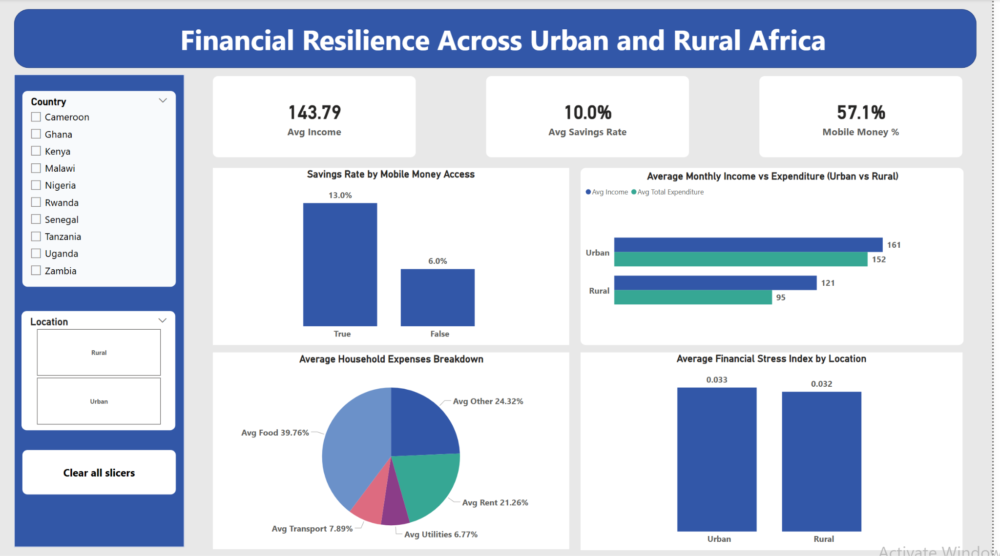 Financial Resilience Across Urban and Rural Africa
Country
Cameroon
Ghana
Kenya
Malawi
Nigeria
Rwanda
Senegal
Tanzania
Uganda
Zambia
Location
Rural
Urban
Clear all slicers
143.79
Avg Income
10.0%
Avg Savings Rate
57.1%
Mobile Money %
Savings Rate by Mobile Money Access
13.0%
6.0%
True
False
Average Monthly Income vs Expenditure (Urban vs Rural)
Avg Income
Avg Total Expenditure
Urban
161
152
Rural
121
95
Average Household Expenses Breakdown
Avg Other 24.32%
Avg Food 39.76%
Avg Rent 21.26%
Avg Transport 7.89%
Avg Utilities 6.77%
Average Financial Stress Index by Location
0.033
0.032
Urban
Rural
Activate Window